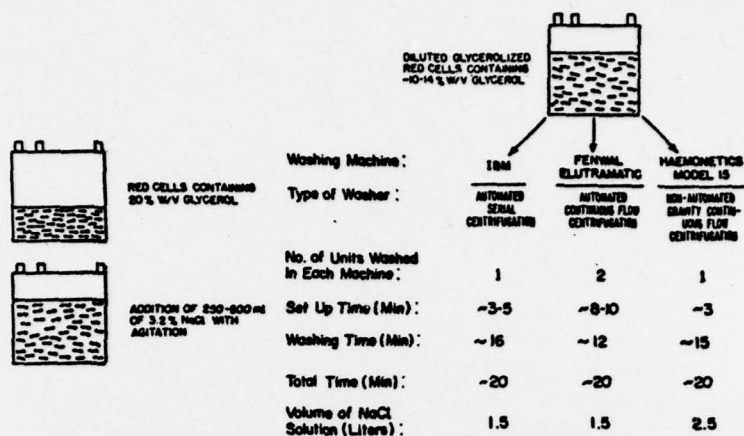 DILUTED GLYCEROLIZED
RED CELLS CONTAINING
~10-14% W/V GLYCEROL
RED CELLS CONTAINING
20% W/V GLYCEROL
ADDITION OF 250-800 ml
OF 3.2% NaCl WITH
AGITATION
Washing Machine:
IBM
FENWAL
ELUTRAMATIC
HAEMONETICS
MODEL 15
Type of Washer:
AUTOMATED
SERIAL
CENTRIFUGATION
AUTOMATED
CONTINUOUS FLOW
CENTRIFUGATION
NON-AUTOMATED
GRAVITY CONTIN-
UOUS FLOW
CENTRIFUGATION
No. of Units Washed
In Each Machine: 1 2 1
Set Up Time (Min): ~3-5 ~8-10 ~3
Washing Time (Min): ~16 ~12 ~15
Total Time (Min): ~20 ~20 ~20
Volume of NaCl
Solution (Liters): 1.5 1.5 2.5